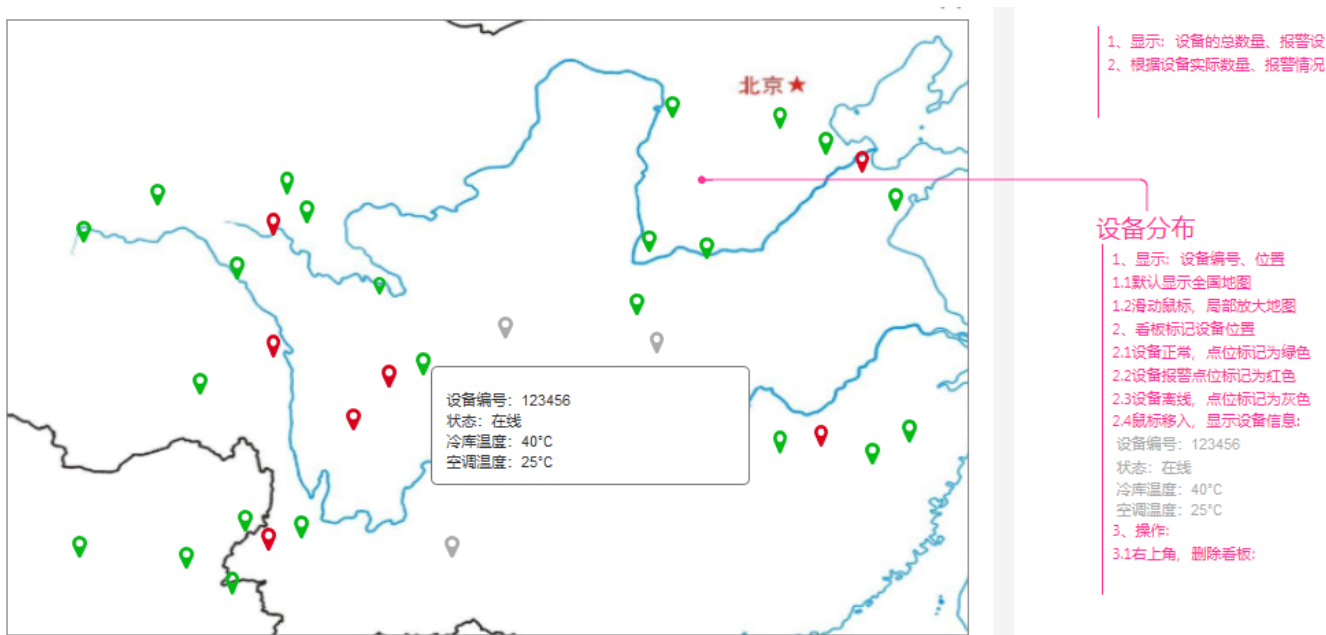 北京
设备编号：123456
状态：在线
冷库温度：40°C
空调温度：25°C
1、显示：设备的总数量、报警设
2、根据设备实际数量、报警情况
设备分布
1、显示：设备编号、位置
1.1默认显示全国地图
1.2滑动鼠标，局部放大地图
2、看板标记设备位置
2.1设备正常，点位标记为绿色
2.2设备报警点位标记为红色
2.3设备离线，点位标记为灰色
2.4鼠标移入，显示设备信息:
设备编号：123456
状态：在线
冷库温度：40°C
空调温度：25°C
3、操作:
3.1右上角，删除看板: